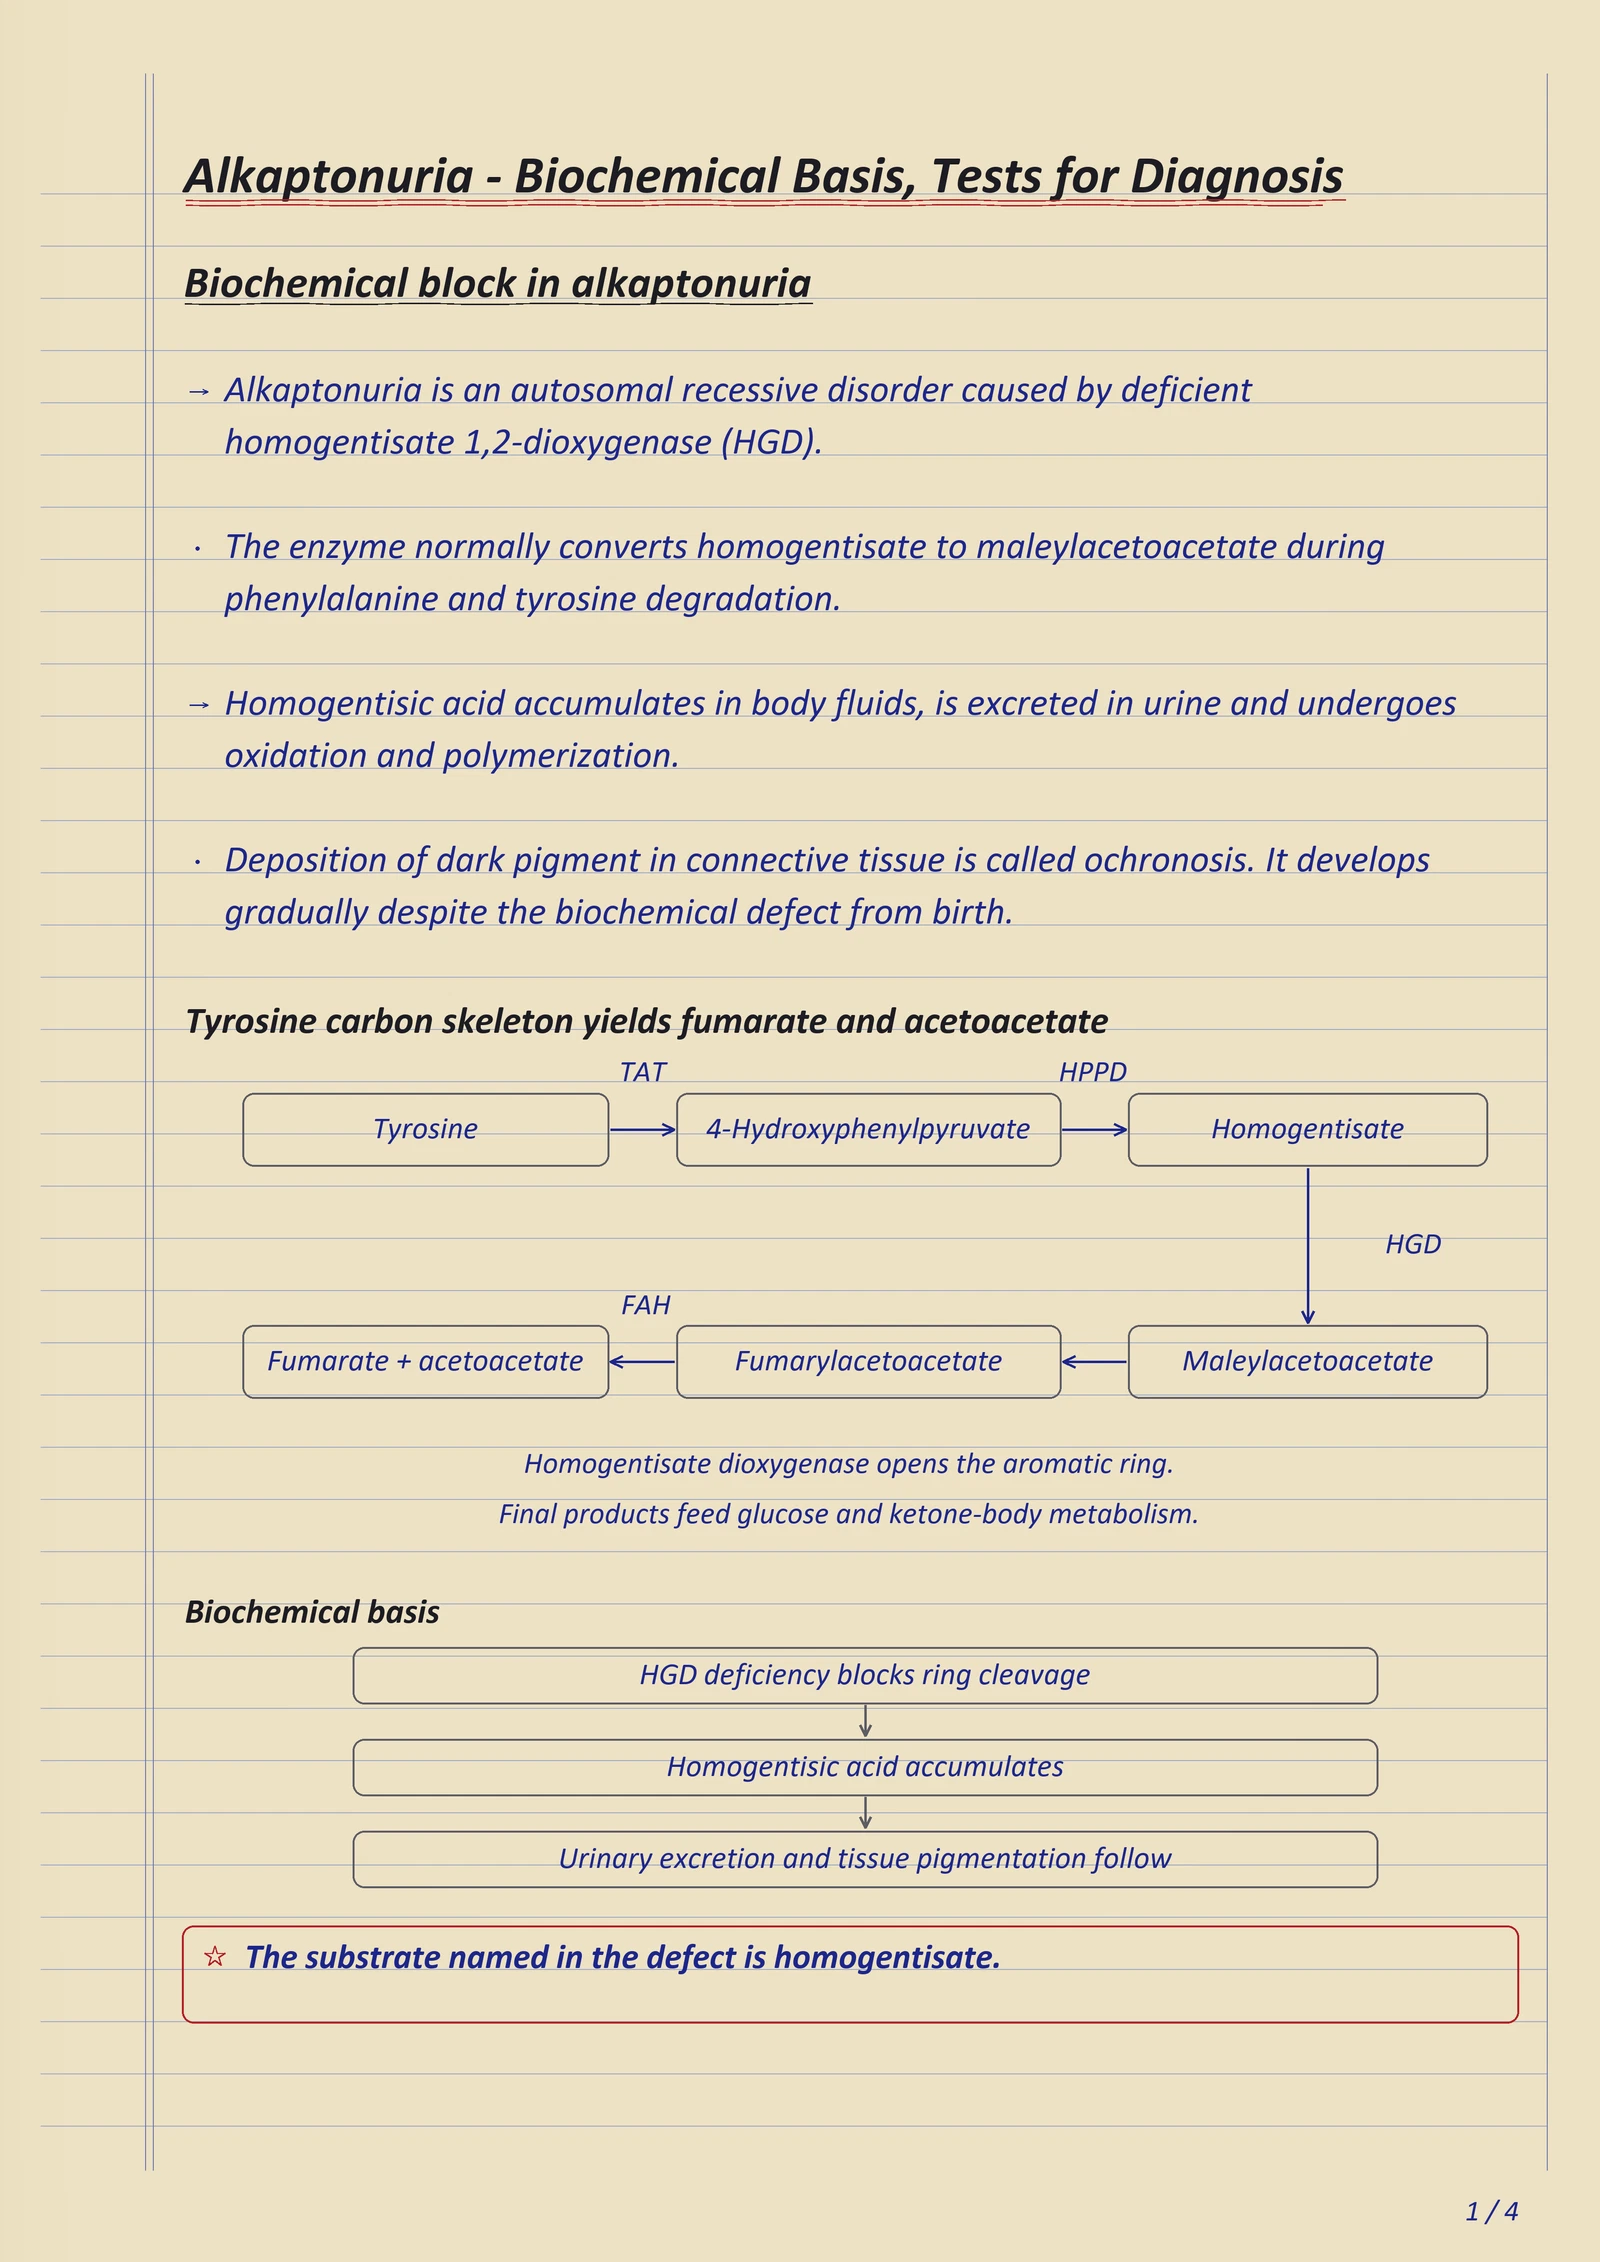 Alkaptonuria - Biochemical Basis, Tests for Diagnosis
Biochemical block in alkaptonuria
→ Alkaptonuria is an autosomal recessive disorder caused by deficient
homogentisate 1,2-dioxygenase (HGD).
· The enzyme normally converts homogentisate to maleylacetoacetate during
phenylalanine and tyrosine degradation.
→ Homogentisic acid accumulates in body fluids, is excreted in urine and undergoes
oxidation and polymerization.
· Deposition of dark pigment in connective tissue is called ochronosis. It develops
gradually despite the biochemical defect from birth.
Tyrosine carbon skeleton yields fumarate and acetoacetate
TAT HPPD
Tyrosine 4-Hydroxyphenylpyruvate Homogentisate
HGD
FAH
Fumarate + acetoacetate Fumarylacetoacetate Maleylacetoacetate
Homogentisate dioxygenase opens the aromatic ring.
Final products feed glucose and ketone-body metabolism.
Biochemical basis
HGD deficiency blocks ring cleavage
Homogentisic acid accumulates
Urinary excretion and tissue pigmentation follow
☆ The substrate named in the defect is homogentisate.
1 / 4